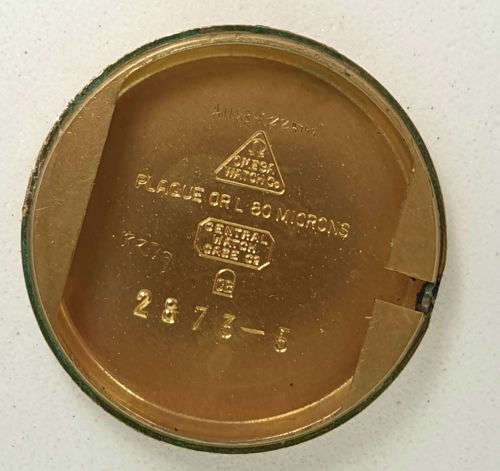 Ω
OMEGA
WATCH Co
PLAQUE OR L 80 MICRONS
CENTRAL
WATCH
CASE Co
2873-5